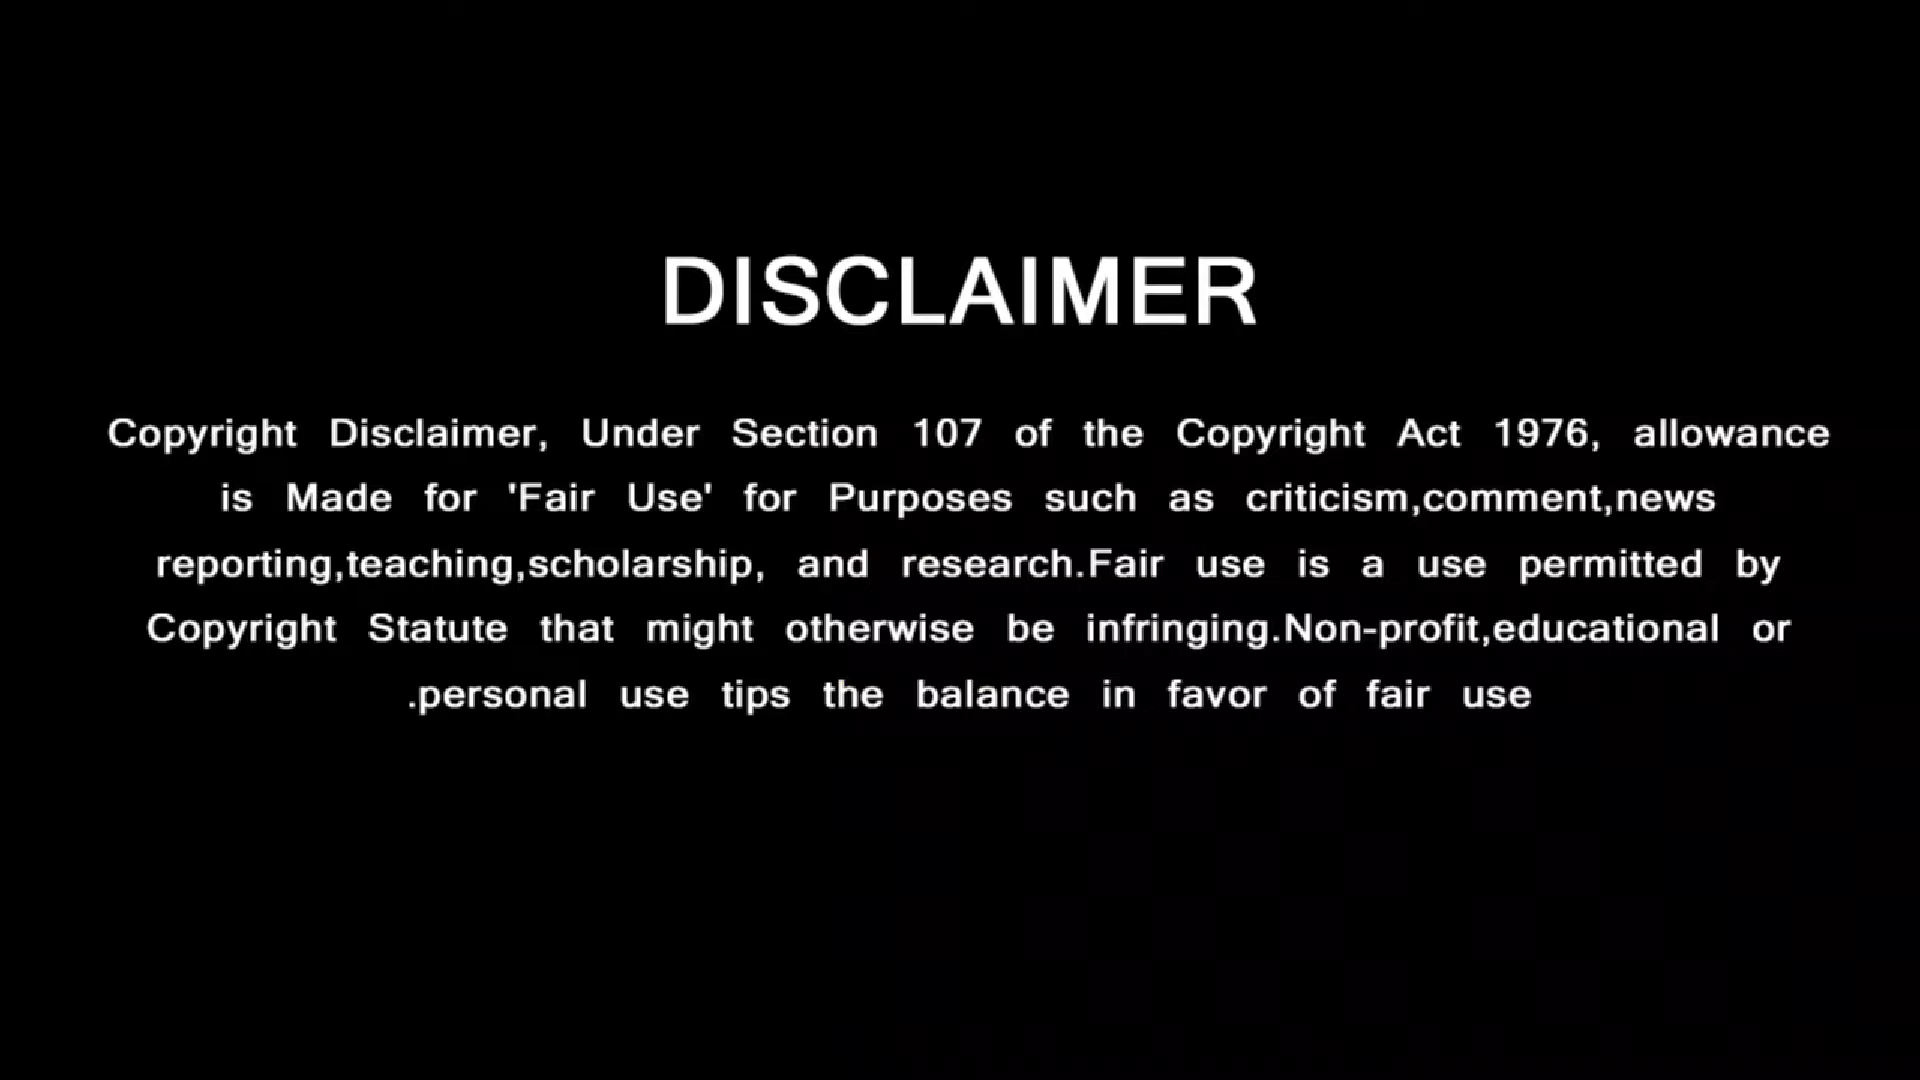 DISCLAIMER
Copyright Disclaimer, Under Section 107 of the Copyright Act 1976, allowance
is Made for 'Fair Use' for Purposes such as criticism,comment,news
reporting,teaching,scholarship, and research.Fair use is a use permitted by
Copyright Statute that might otherwise be infringing.Non-profit,educational or
.personal use tips the balance in favor of fair use